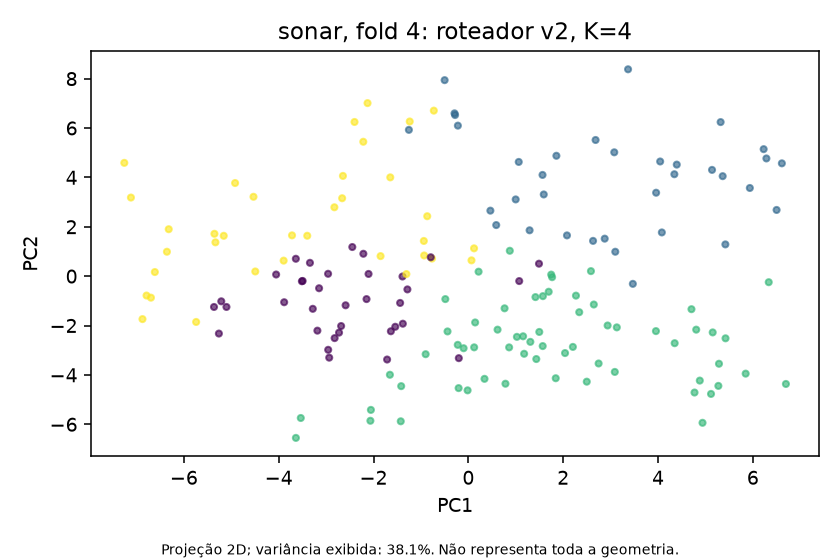 sonar, fold 4: roteador v2, K=4
8
6
4
2
0
−2
−4
−6
PC2
−6 −4 −2 0 2 4 6
PC1
Projeção 2D; variância exibida: 38.1%. Não representa toda a geometria.